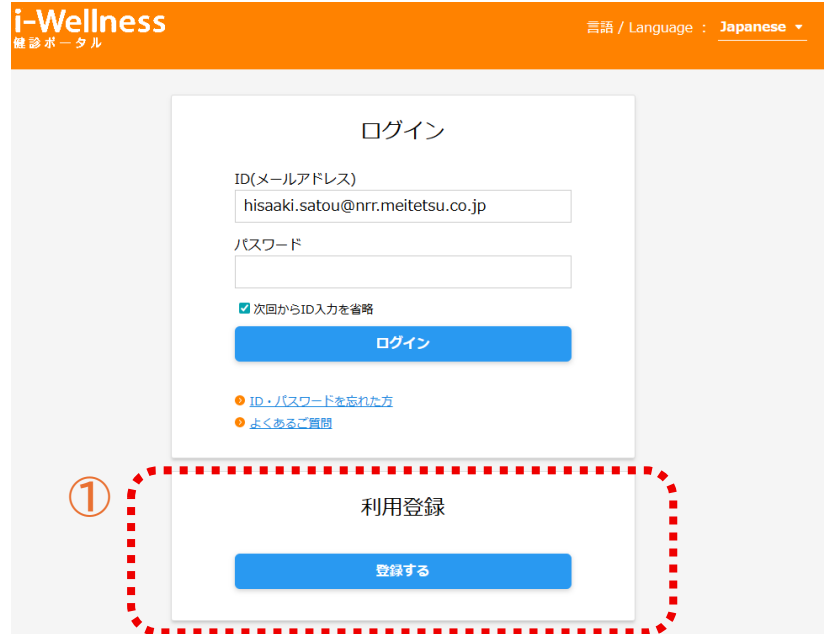 i-Wellness
健診ポータル
言語 / Language : Japanese
ログイン
ID(メールアドレス)
hisaaki.satou@nrr.meitetsu.co.jp
パスワード
次回からID入力を省略
ログイン
ID・パスワードを忘れた方
よくあるご質問
①
利用登録
登録する